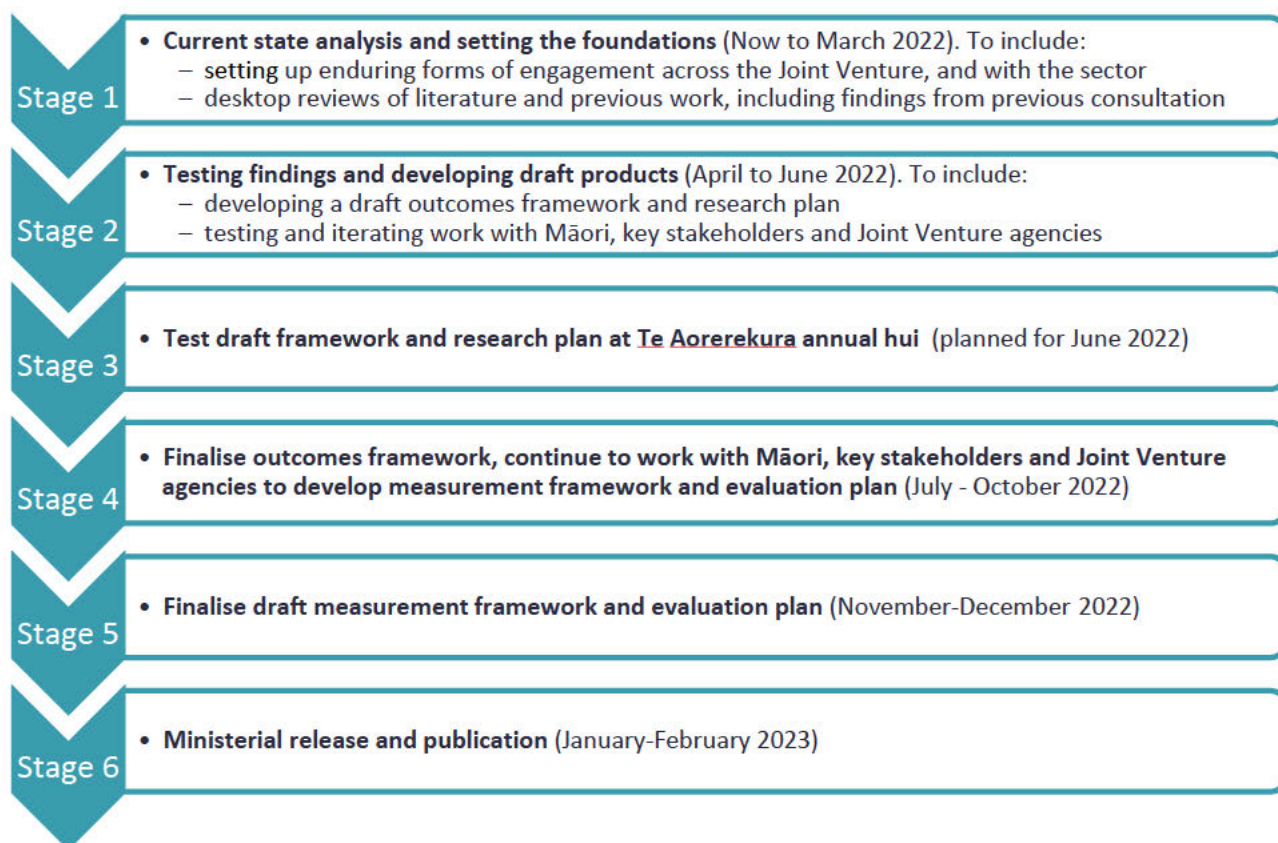 Stage 1
• Current state analysis and setting the foundations (Now to March 2022). To include:
– setting up enduring forms of engagement across the Joint Venture, and with the sector
– desktop reviews of literature and previous work, including findings from previous consultation
Stage 2
• Testing findings and developing draft products (April to June 2022). To include:
– developing a draft outcomes framework and research plan
– testing and iterating work with Māori, key stakeholders and Joint Venture agencies
Stage 3
• Test draft framework and research plan at Te Aorerekura annual hui (planned for June 2022)
Stage 4
• Finalise outcomes framework, continue to work with Māori, key stakeholders and Joint Venture
agencies to develop measurement framework and evaluation plan (July - October 2022)
Stage 5
• Finalise draft measurement framework and evaluation plan (November-December 2022)
Stage 6
• Ministerial release and publication (January-February 2023)